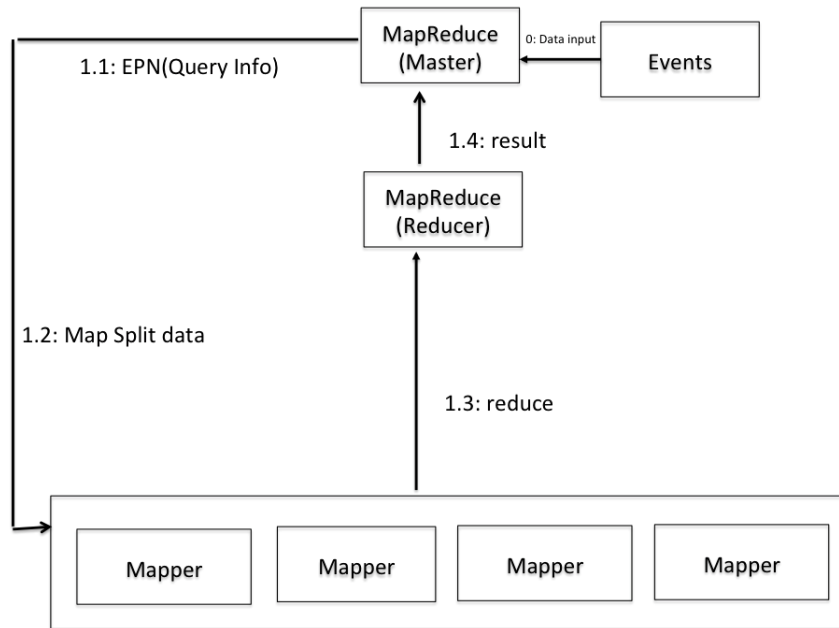 MapReduce
(Master)
0: Data input
Events
1.1: EPN(Query Info)
1.4: result
MapReduce
(Reducer)
1.2: Map Split data
1.3: reduce
Mapper
Mapper
Mapper
Mapper